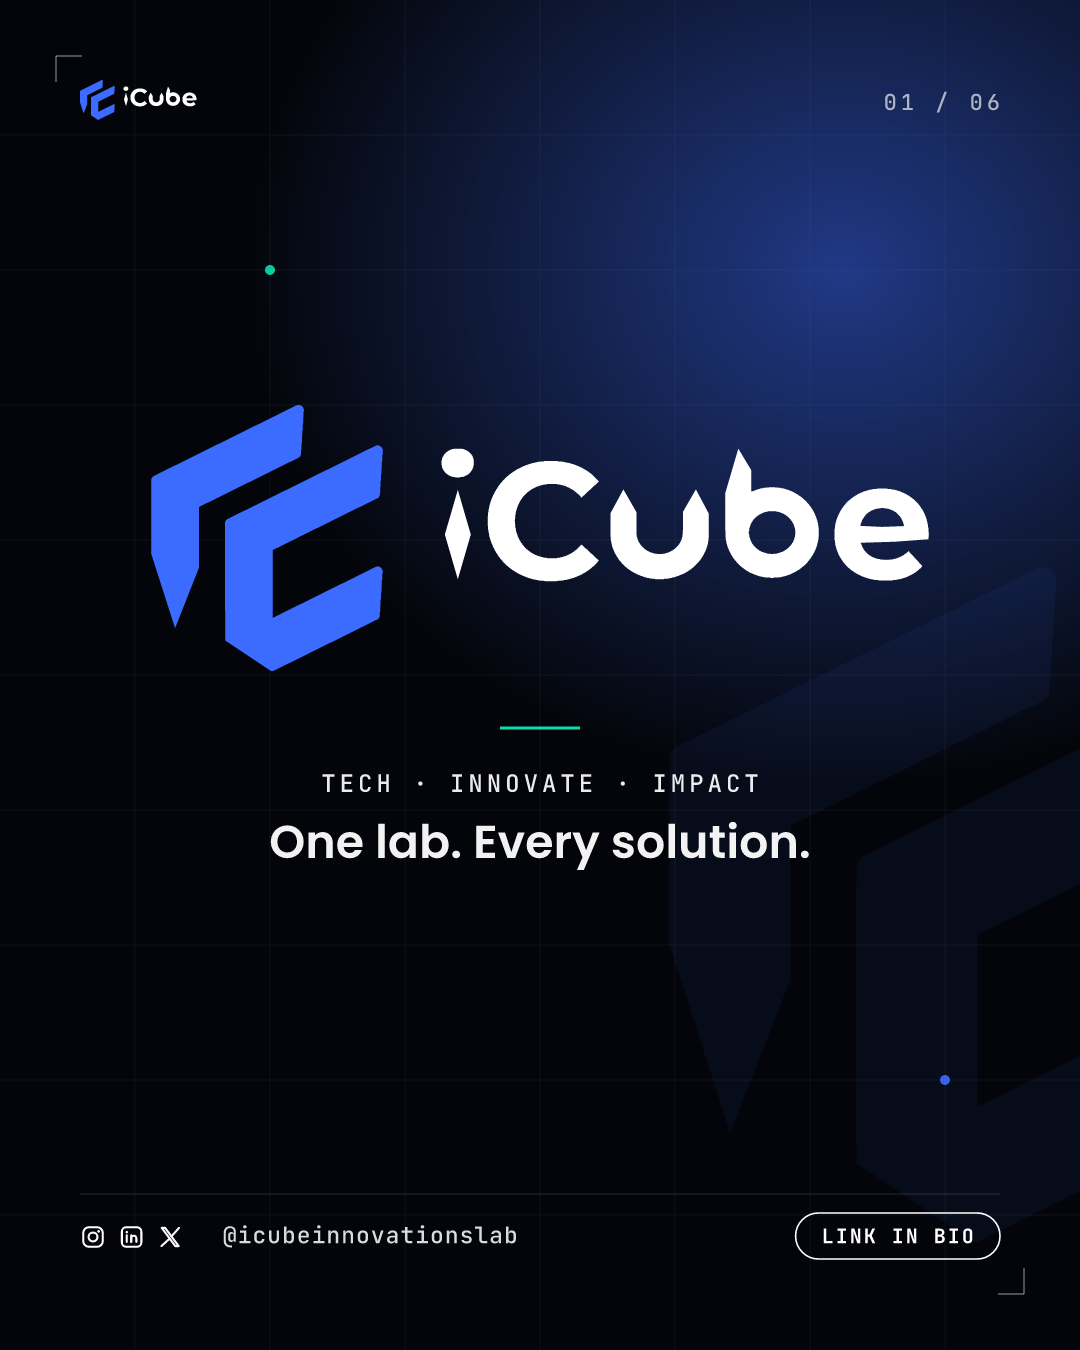 iCube
01 / 06
iCube
TECH · INNOVATE · IMPACT
One lab. Every solution.
@icubeinnovationslab
LINK IN BIO